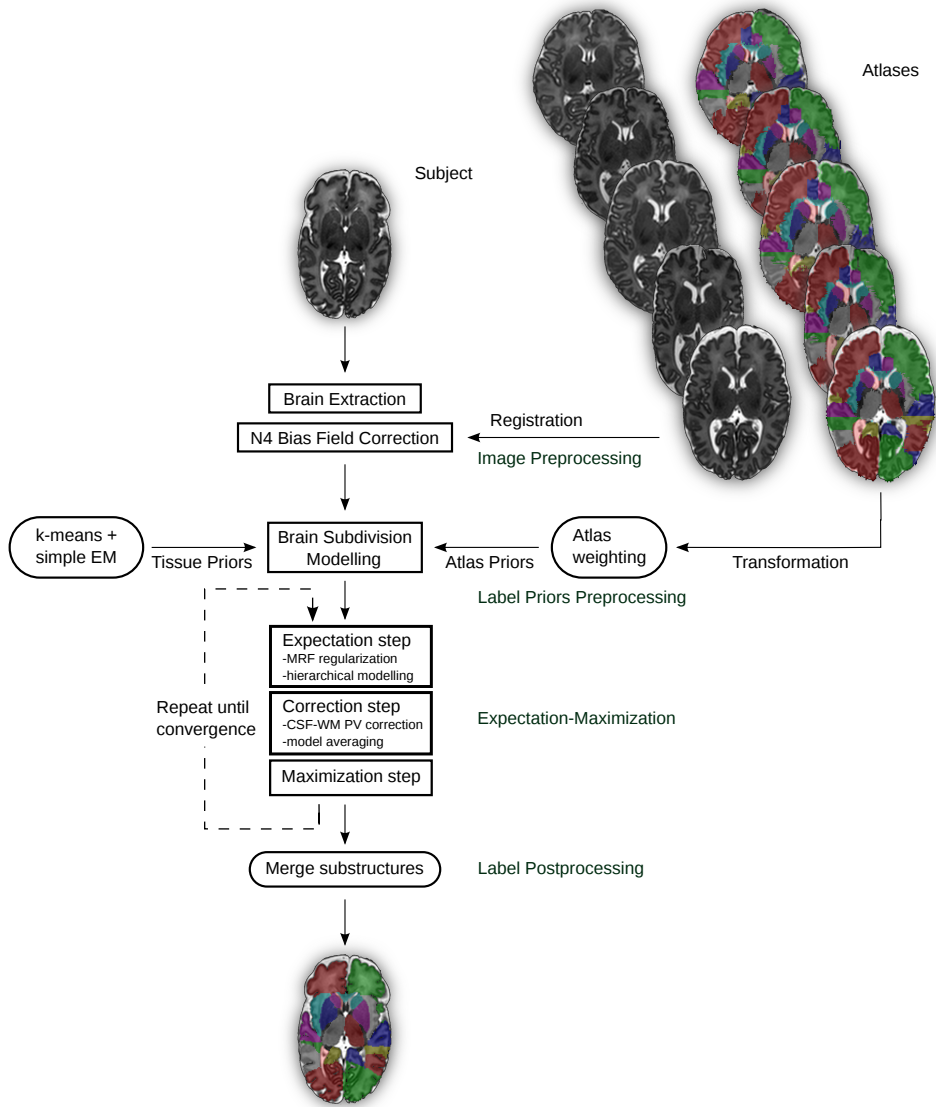 Atlases
Subject
Brain Extraction
N4 Bias Field Correction
Registration
Image Preprocessing
k-means +
simple EM
Tissue Priors
Brain Subdivision
Modelling
Atlas Priors
Atlas
weighting
Transformation
Label Priors Preprocessing
Expectation step
-MRF regularization
-hierarchical modelling
Repeat until
convergence
Correction step
-CSF-WM PV correction
-model averaging
Expectation-Maximization
Maximization step
Merge substructures
Label Postprocessing